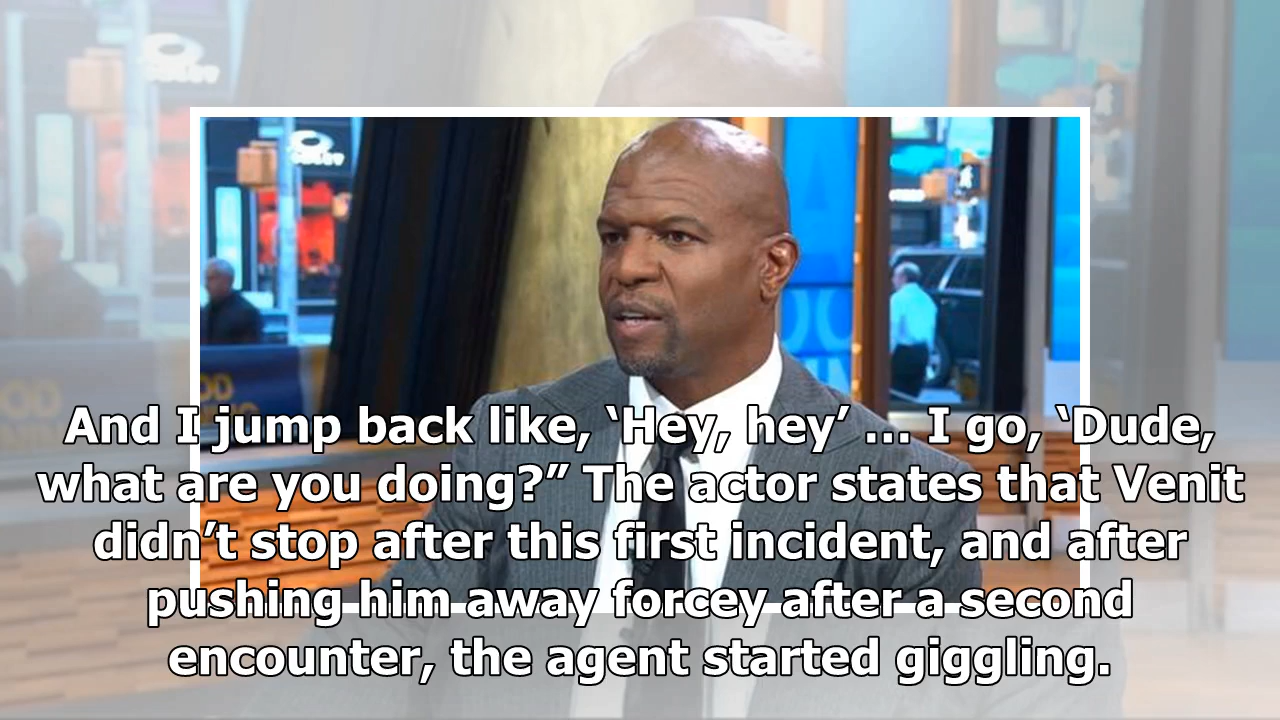 And I jump back like, ‘Hey, hey’ ... I go, ‘Dude,
what are you doing?” The actor states that Venit
didn’t stop after this first incident, and after
pushing him away forcey after a second
encounter, the agent started giggling.